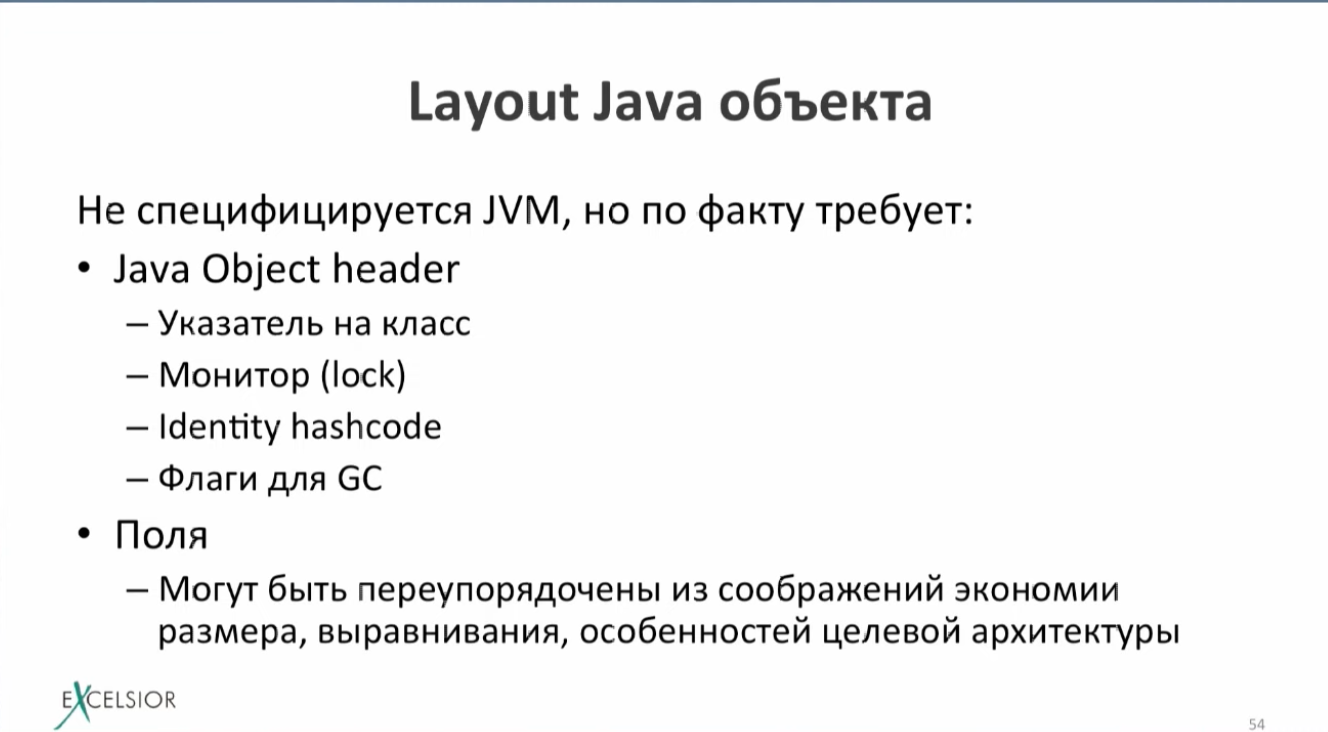 Layout Java объекта
Не специфицируется JVM, но по факту требует:
• Java Object header
– Указатель на класс
– Монитор (lock)
– Identity hashcode
– Флаги для GC
• Поля
– Могут быть переупорядочены из соображений экономии
размера, выравнивания, особенностей целевой архитектуры
EXCELSIOR
54